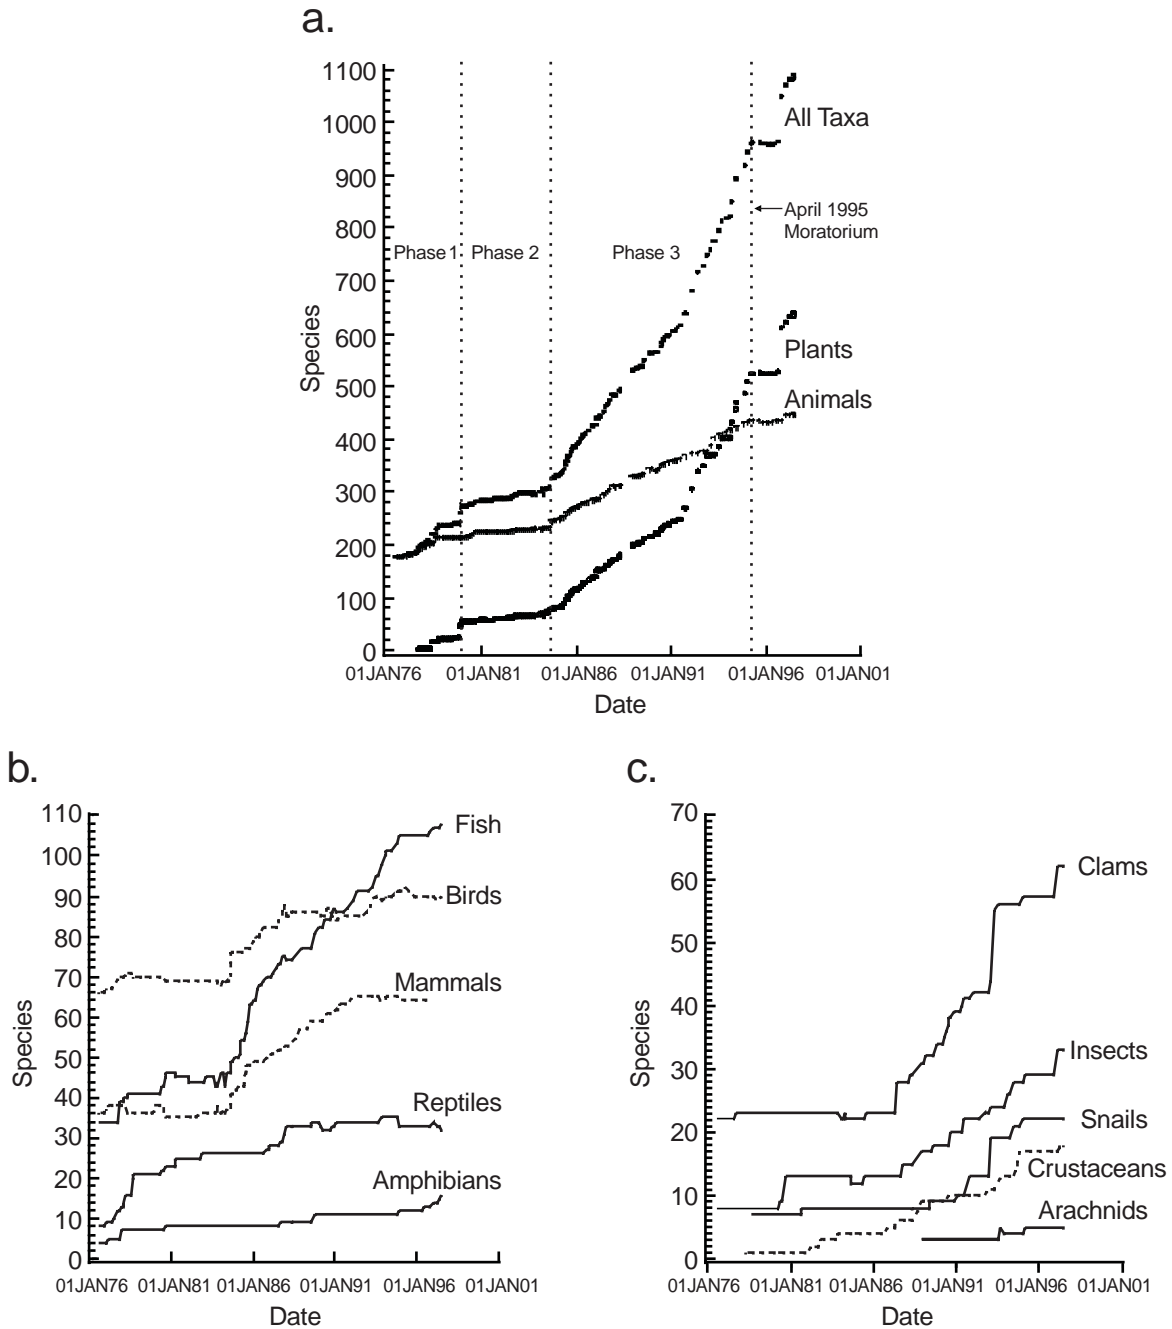 a.
1100
1000
900
800
700
600
500
400
300
200
100
0
Species
All Taxa
April 1995
Moratorium
Phase 1
Phase 2
Phase 3
Plants
Animals
01JAN76
01JAN81
01JAN86
01JAN91
01JAN96
01JAN01
Date
b.
110
100
90
80
70
60
50
40
30
20
10
0
Species
Fish
Birds
Mammals
Reptiles
Amphibians
01JAN76
01JAN81
01JAN86
01JAN91
01JAN96
01JAN01
Date
c.
70
60
50
40
30
20
10
0
Species
Clams
Insects
Snails
Crustaceans
Arachnids
01JAN76
01JAN81
01JAN86
01JAN91
01JAN96
01JAN01
Date